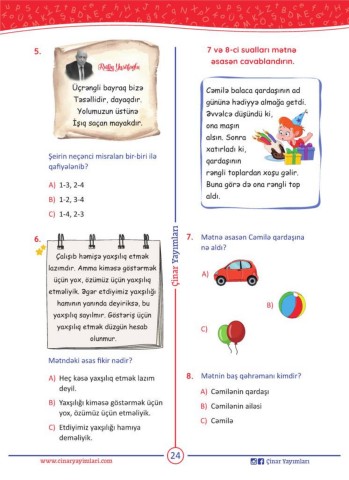 5.
Rafiq Yusifoğlu
Üçrəngli bayraq bizə
Təsəllidir, dayaqdır.
Yolumuzun üstünə
İşıq saçan mayakdır.
Şeirin neçənci misraları bir-biri ilə
qafiyələnib?
A) 1-3, 2-4
B) 1-2, 3-4
C) 1-4, 2-3
6.
Çalışıb həmişə yaxşılıq etmək
lazımdır. Amma kiməsə göstərmək
üçün yox, özümüz üçün yaxşılıq
etməliyik. Əgər etdiyimiz yaxşılığı
hamının yanında deyiriksə, bu
yaxşılıq sayılmır. Göstəriş üçün
yaxşılıq etmək düzgün hesab
olunmur.
Mətndəki əsas fikir nədir?
A) Heç kəsə yaxşılıq etmək lazım
deyil.
B) Yaxşılığı kiməsə göstərmək üçün
yox, özümüz üçün etməliyik.
C) Etdiyimiz yaxşılığı hamıya
deməliyik.
Çinar Yayımları
7 və 8-ci sualları mətnə
əsasən cavablandırın.
Cəmilə balaca qardaşının ad
gününə hədiyyə almağa getdi.
Əvvəlcə düşündü ki,
ona maşın
alsın. Sonra
xatırladı ki,
qardaşının
rəngli toplardan xoşu gəlir.
Buna görə də ona rəngli top
aldı.
7. Mətnə əsasən Cəmilə qardaşına
nə aldı?
A)
B)
C)
8. Mətnin baş qəhrəmanı kimdir?
A) Cəmilənin qardaşı
B) Cəmilənin ailəsi
C) Cəmilə
www.cinaryayimlari.com
24
Çinar Yayımları